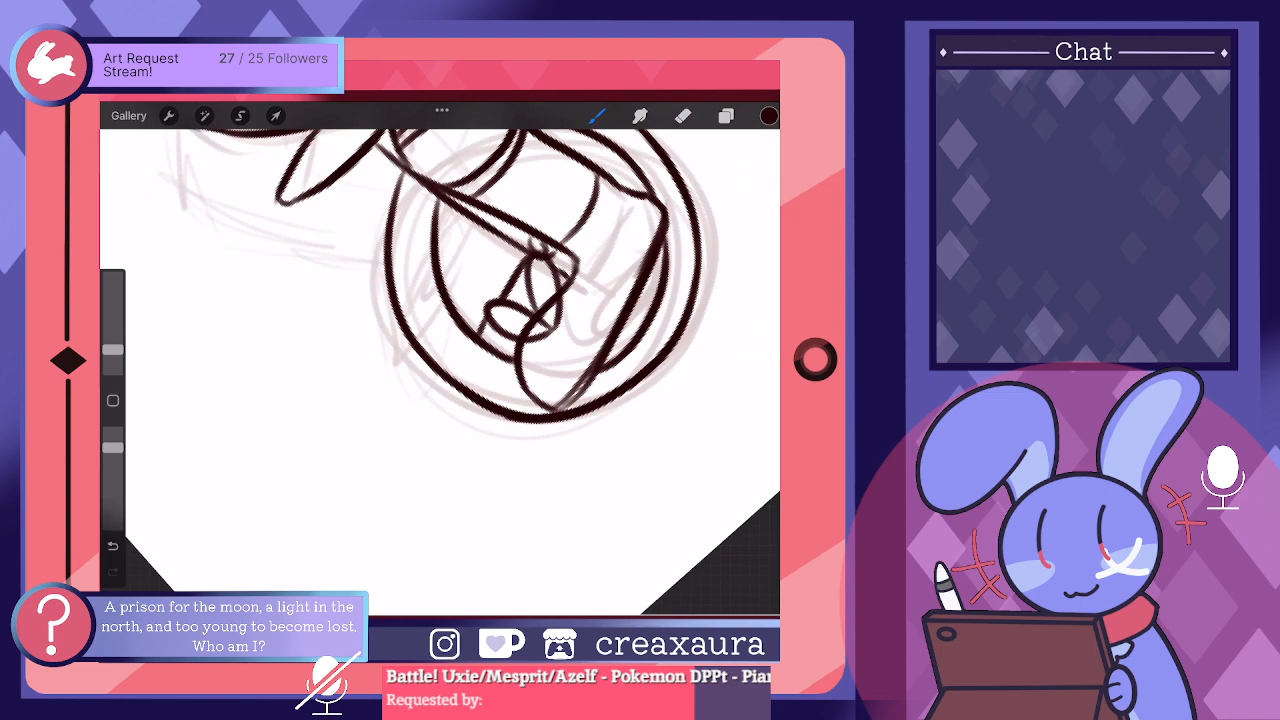 Art Request
Stream!
27 / 25 Followers
Chat
Gallery
A prison for the moon, a light in the
north, and too young to become lost.
Who am I?
creaxaura
Battle! Uxie/Mesprit/Azelf - Pokemon DPPt - Pian
Requested by: